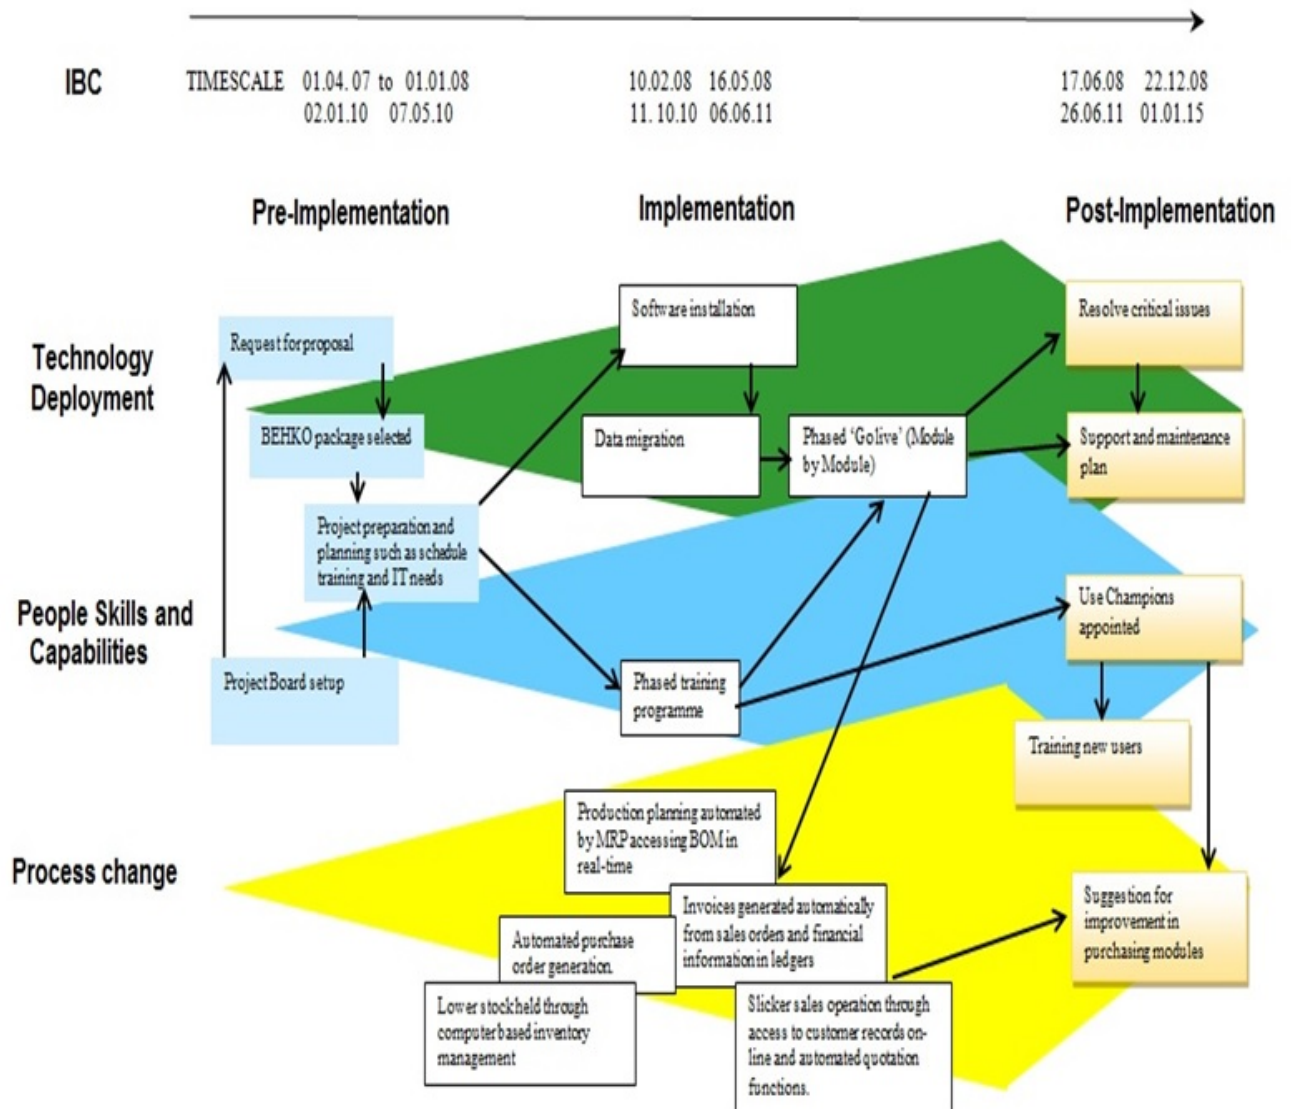 IBC
TIMESCALE 01.04. 07 to 01.01.08
02.01.10 07.05.10
10.02.08 16.05.08
11. 10.10 06.06.11
17.06.08 22.12.08
26.06.11 01.01.15
Pre-Implementation
Implementation
Post-Implementation
Technology
Deployment
Request for proposal
BEHKO package selected
Project preparation and
planning such as schedule
training and IT needs
Software installation
Data migration
Phased ‘Go live’ (Module
by Module)
Resolve critical issues
Support and maintenance
plan
People Skills and
Capabilities
Project Board setup
Phased training
programme
Use Champions
appointed
Training new users
Process change
Production planning automated
by MRP accessing BOM in
real-time
Invoices generated automatically
from sales orders and financial
information in ledgers
Automated purchase
order generation.
Lower stock held through
computer based inventory
management
Slicker sales operation through
access to customer records on-
line and automated quotation
functions.
Suggestion for
improvement in
purchasing modules